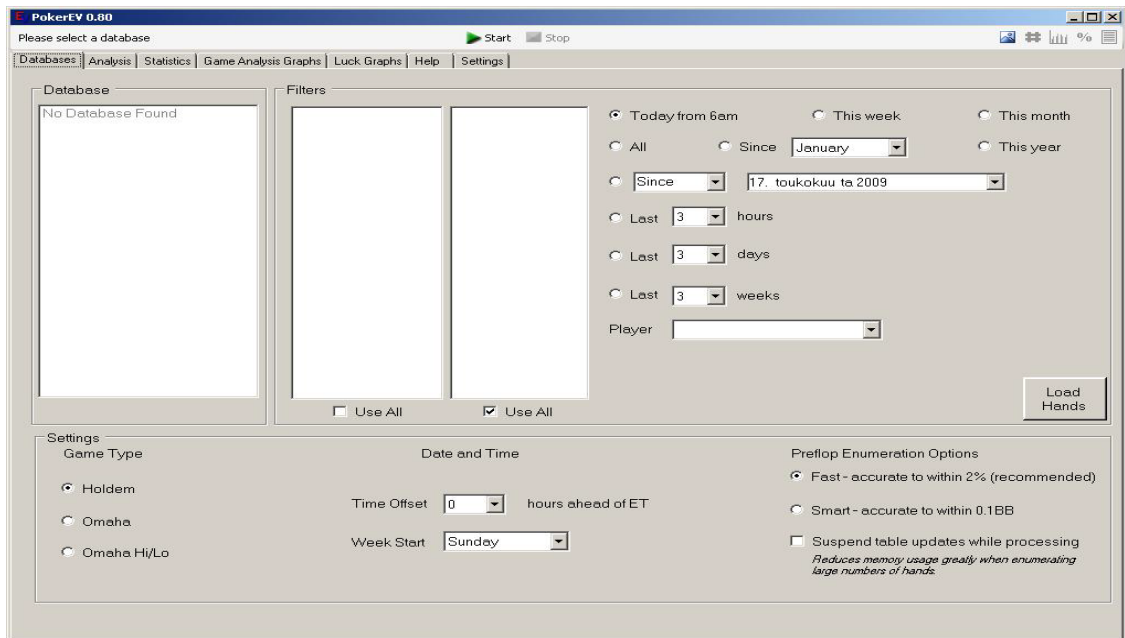 PokerEV 0.80
Please select a database
Start Stop
Databases Analysis Statistics Game Analysis Graphs Luck Graphs Help Settings
Database
No Database Found
Filters
Use All
Use All
Today from 6am This week This month
All Since January This year
Since 17. toukokuu ta 2009
Last 3 hours
Last 3 days
Last 3 weeks
Player
Load
Hands
Settings
Game Type
Holdem
Omaha
Omaha Hi/Lo
Date and Time
Time Offset 0 hours ahead of ET
Week Start Sunday
Preflop Enumeration Options
Fast - accurate to within 2% (recommended)
Smart - accurate to within 0.1BB
Suspend table updates while processing
Reduces memory usage greatly when enumerating
large numbers of hands.